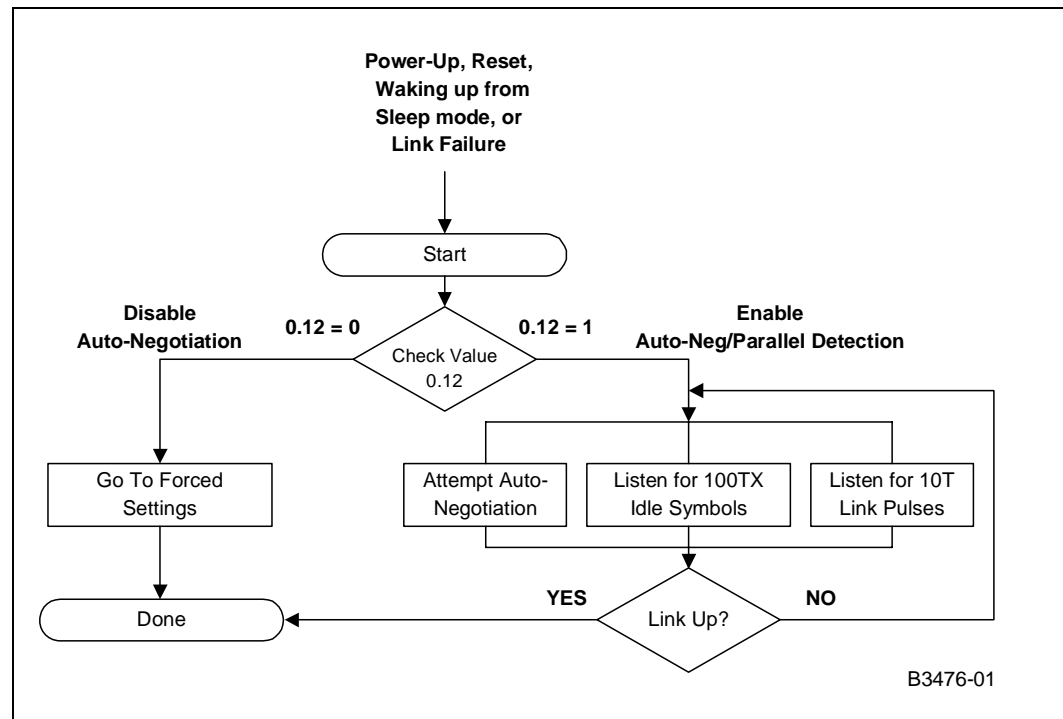 Power-Up, Reset,
Waking up from
Sleep mode, or
Link Failure
Start
Disable
Auto-Negotiation
0.12 = 0
0.12 = 1
Enable
Auto-Neg/Parallel Detection
Check Value
0.12
Go To Forced
Settings
Attempt Auto-
Negotiation
Listen for 100TX
Idle Symbols
Listen for 10T
Link Pulses
Done
YES
Link Up?
NO
B3476-01